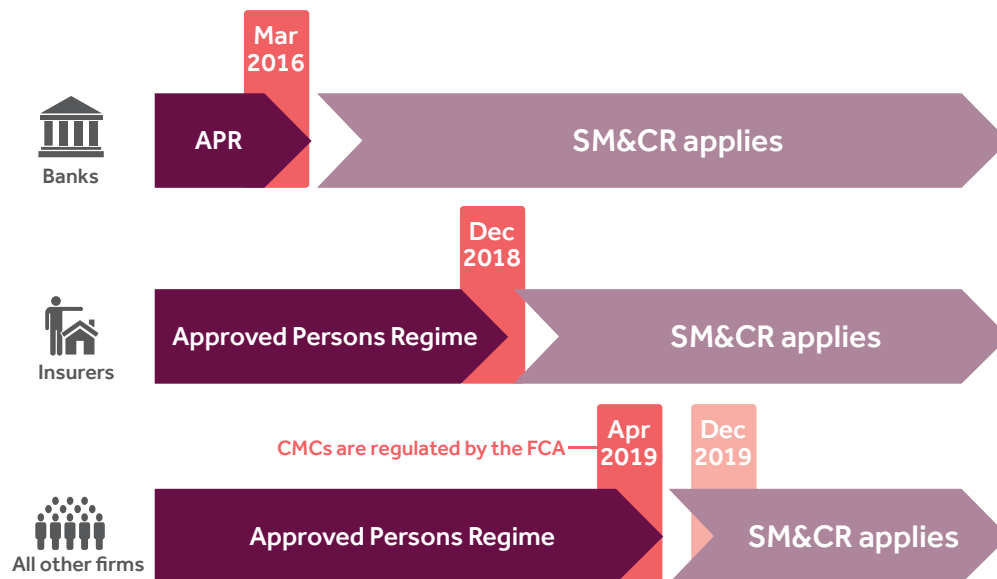 Mar
2016
APR
SM&CR applies
Banks
Dec
2018
Approved Persons Regime
SM&CR applies
Insurers
CMCs are regulated by the FCA
Apr
2019
Dec
2019
Approved Persons Regime
SM&CR applies
All other firms